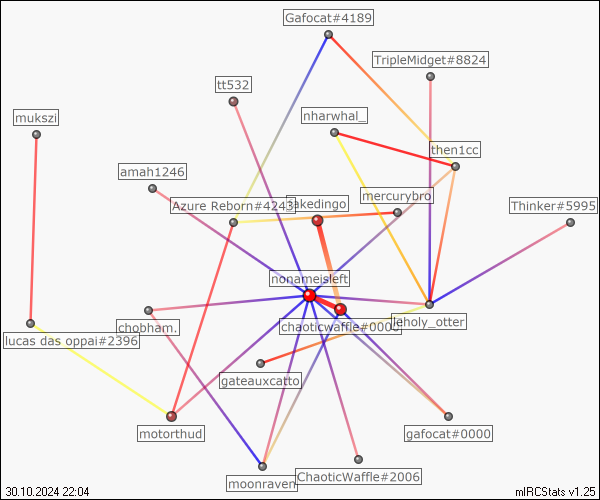 Gafocat#4189
TripleMidget#8824
tt532
mukszi
nharwhal_
then1cc
amah1246
mercurybro
Azure Reborn#4243
jakedingo
Thinker#5995
nonameisleft
chobham.
chaoticwaffle#0000
leholy_otter
lucas das oppai#2396
gateauxcatto
motorthud
gafocat#0000
moonraven
ChaoticWaffle#2006
30.10.2024 22:04
mIRCStats v1.25